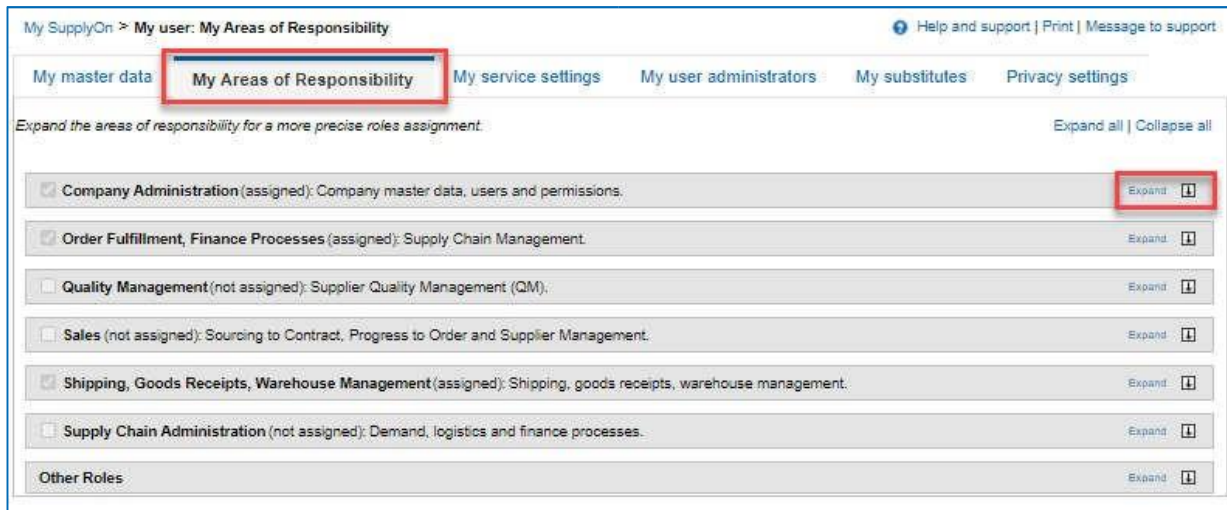 My SupplyOn > My user: My Areas of Responsibility Help and support | Print | Message to support
My master data My Areas of Responsibility My service settings My user administrators My substitutes Privacy settings
Expand the areas of responsibility for a more precise roles assignment. Expand all | Collapse all
Company Administration (assigned): Company master data, users and permissions. Expand
Order Fulfillment, Finance Processes (assigned): Supply Chain Management. Expand
Quality Management (not assigned): Supplier Quality Management (QM). Expand
Sales (not assigned): Sourcing to Contract, Progress to Order and Supplier Management. Expand
Shipping, Goods Receipts, Warehouse Management (assigned): Shipping, goods receipts, warehouse management. Expand
Supply Chain Administration (not assigned): Demand, logistics and finance processes. Expand
Other Roles Expand